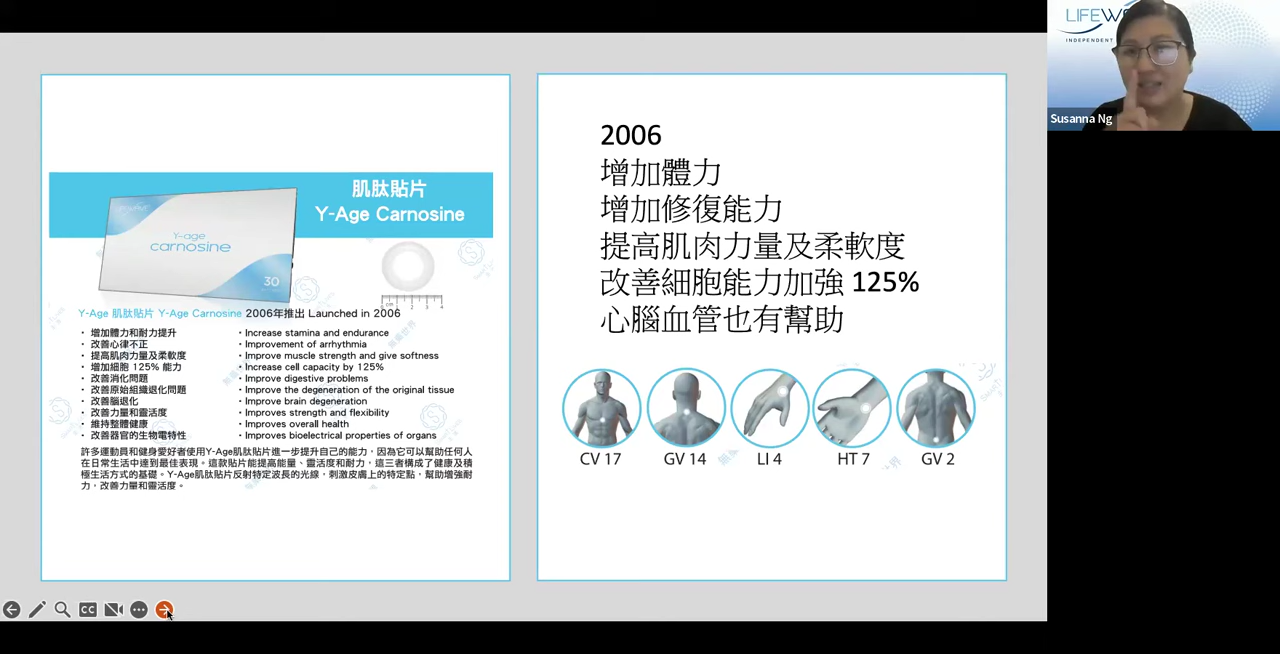 肌肽貼片
Y-Age Carnosine
Y-age
carnosine
30
cm 1 2 3 4
Y-Age 肌肽貼片 Y-Age Carnosine 2006年推出 Launched in 2006
・ 增加體力和耐力提升
・ 改善心律不正
・ 提高肌肉力量及柔軟度
・ 增加細胞 125% 能力
・ 改善消化問題
・ 改善原始組織退化問題
・ 改善腦退化
・ 改善力量和靈活度
・ 維持整體健康
・ 改善器官的生物電特性
・Increase stamina and endurance
・Improvement of arrhythmia
・Improve muscle strength and give softness
・Increase cell capacity by 125%
・Improve digestive problems
・Improve the degeneration of the original tissue
・Improve brain degeneration
・Improves strength and flexibility
・Improves overall health
・Improves bioelectrical properties of organs
許多運動員和健身愛好者使用Y-Age肌肽貼片進一步提升自己的能力，因為它可以幫助任何人
在日常生活中達到最佳表現。這款貼片能提高能量、靈活度和耐力，這三者構成了健康及積
極生活方式的基礎。Y-Age肌肽貼片反射特定波長的光線，刺激皮膚上的特定點，幫助增強耐
力，改善力量和靈活度。
2006
增加體力
增加修復能力
提高肌肉力量及柔軟度
改善細胞能力加強 125%
心腦血管也有幫助
CV 17
GV 14
LI 4
HT 7
GV 2
LIFEW
INDEPENDENT
Susanna Ng
CC